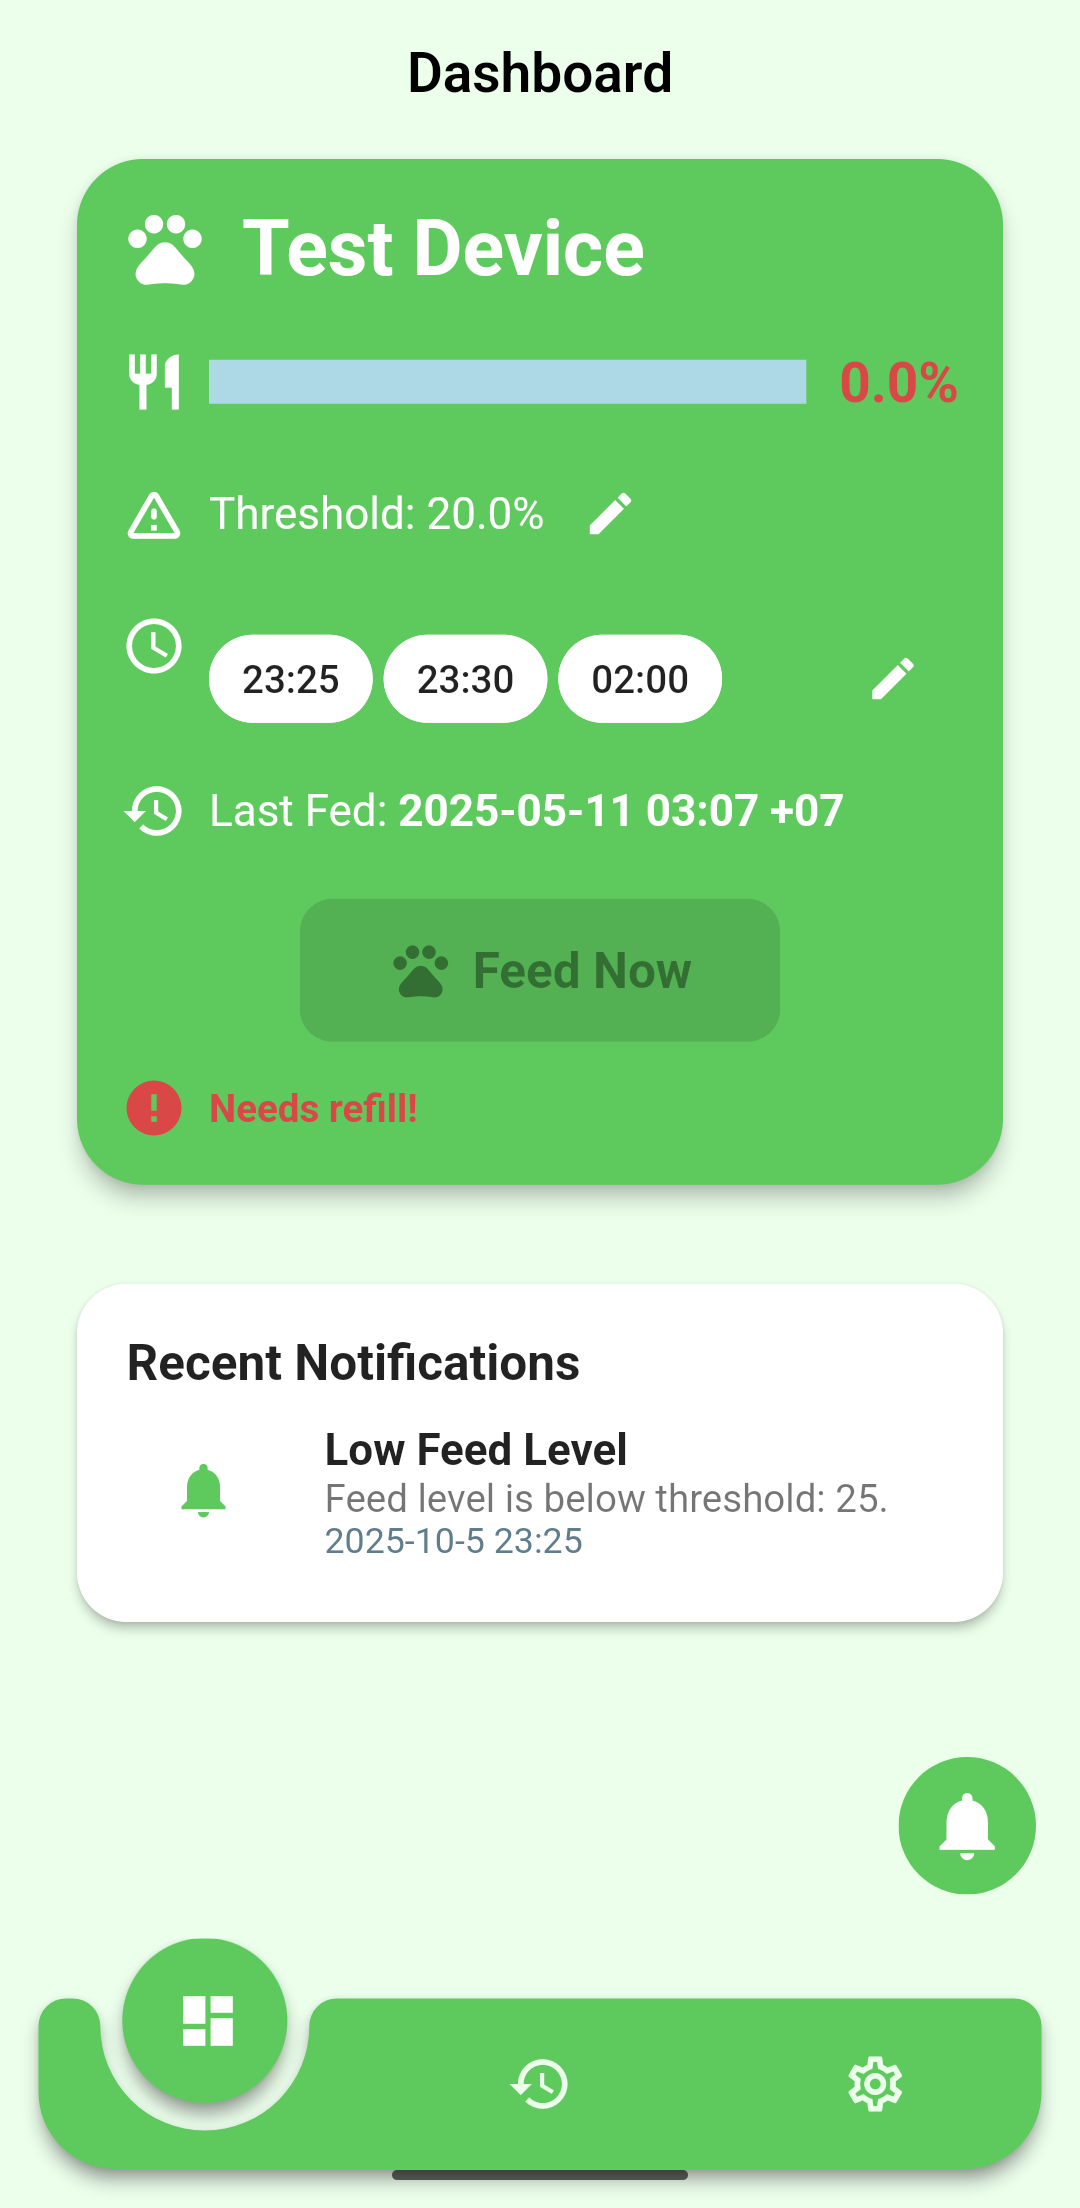 Dashboard
Test Device
0.0%
Threshold: 20.0%
23:25 23:30 02:00
Last Fed: 2025-05-11 03:07 +07
Feed Now
Needs refill!
Recent Notifications
Low Feed Level
Feed level is below threshold: 25.
2025-10-5 23:25